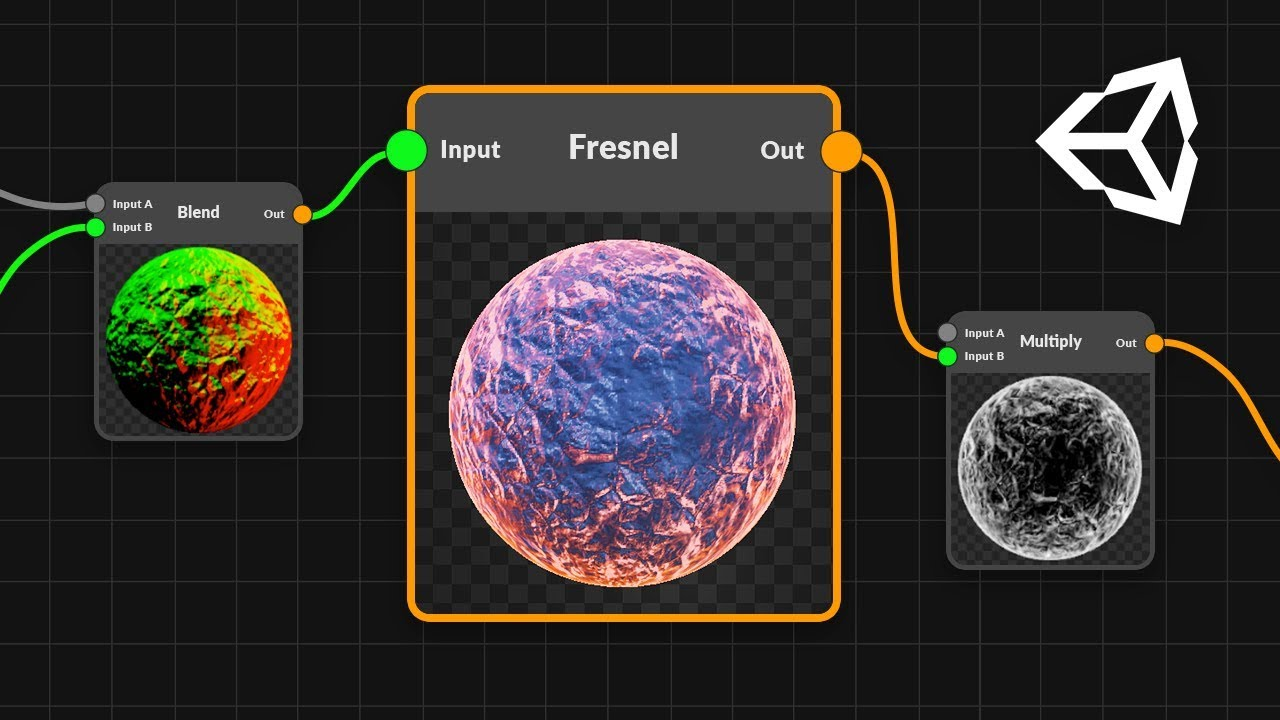 Input A
Blend
Out
Input B
Input
Fresnel
Out
Input A
Multiply
Out
Input B